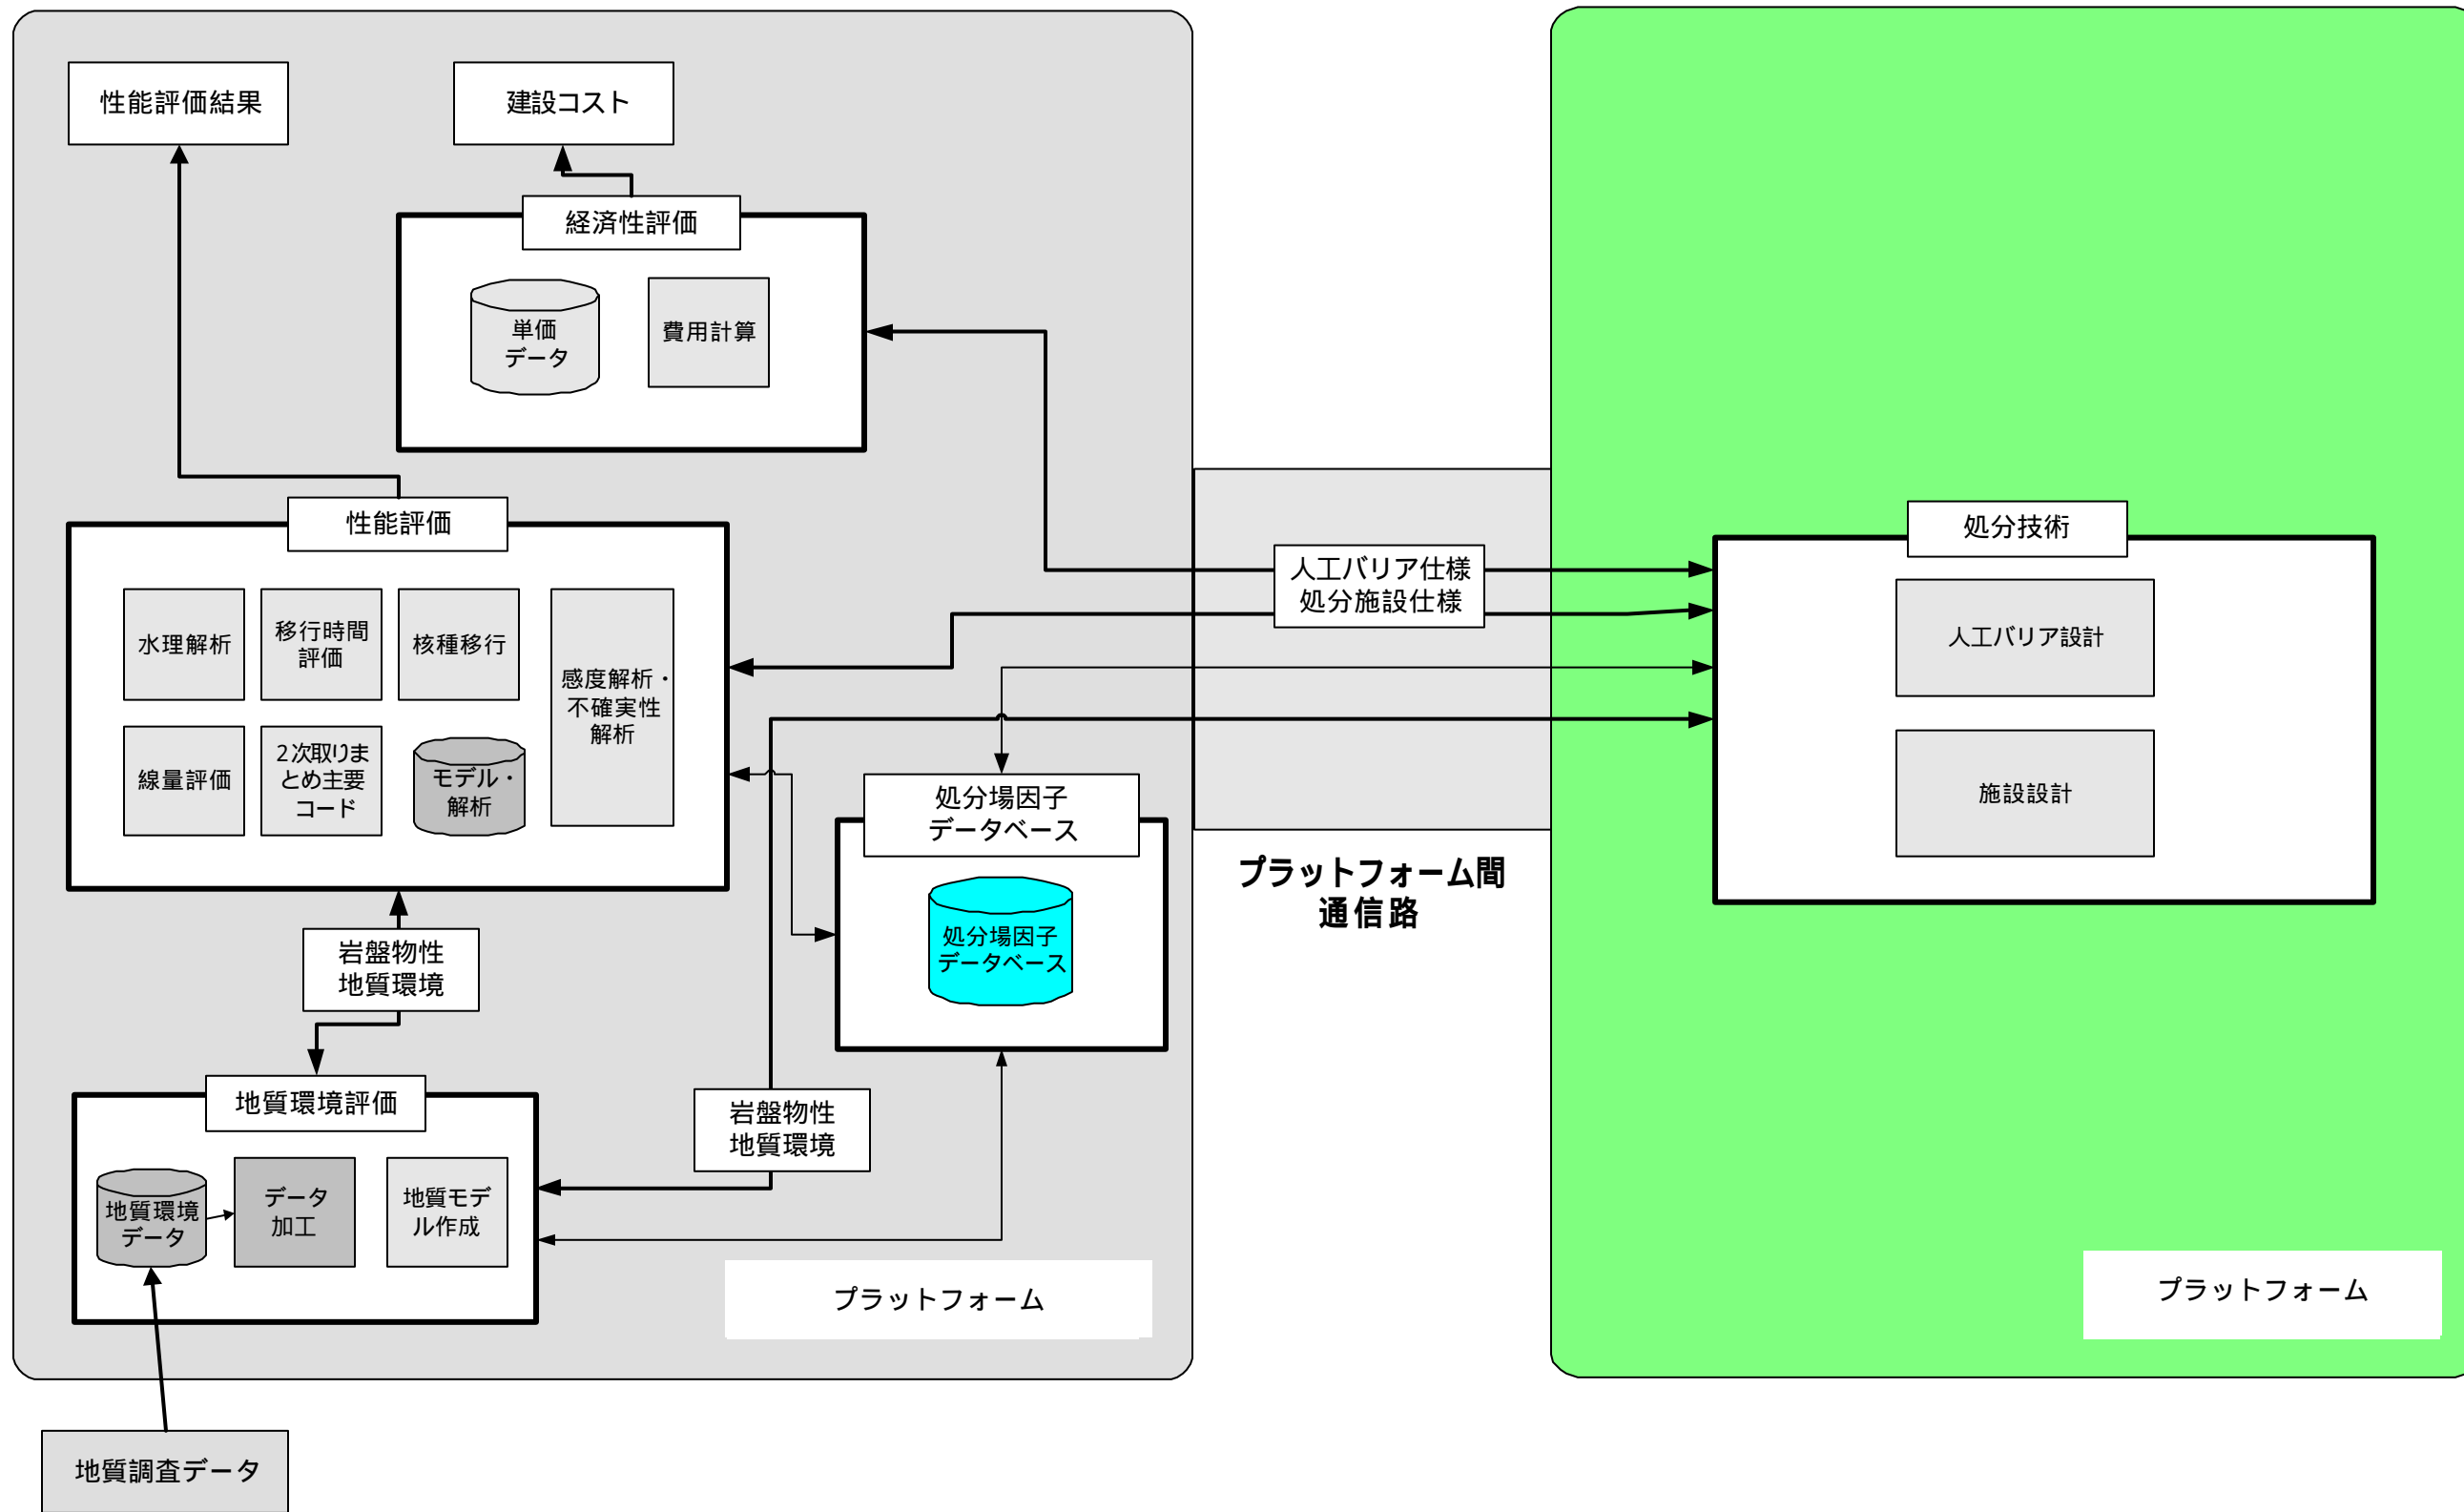 性能評価結果
建設コスト
経済性評価
単価
データ
費用計算
性能評価
水理解析
移行時間
評価
核種移行
感度解析・
不確実性
解析
線量評価
2次取りま
とめ主要
コード
モデル・
解析
人工バリア仕様
処分施設仕様
処分技術
人工バリア設計
施設設計
処分場因子
データベース
処分場因子
データベース
プラットフォーム間
通信路
岩盤物性
地質環境
地質環境評価
地質環境
データ
データ
加工
地質モデ
ル作成
岩盤物性
地質環境
プラットフォーム
プラットフォーム
地質調査データ